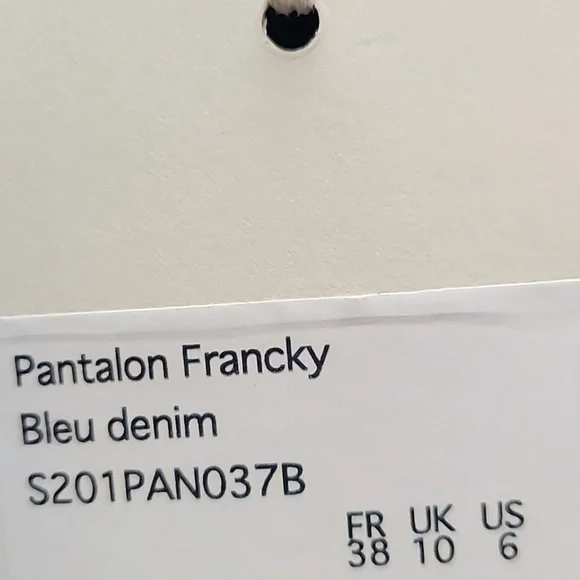 Pantalon Francky
Bleu denim
S201PAN037B
FR UK US
38 10 6